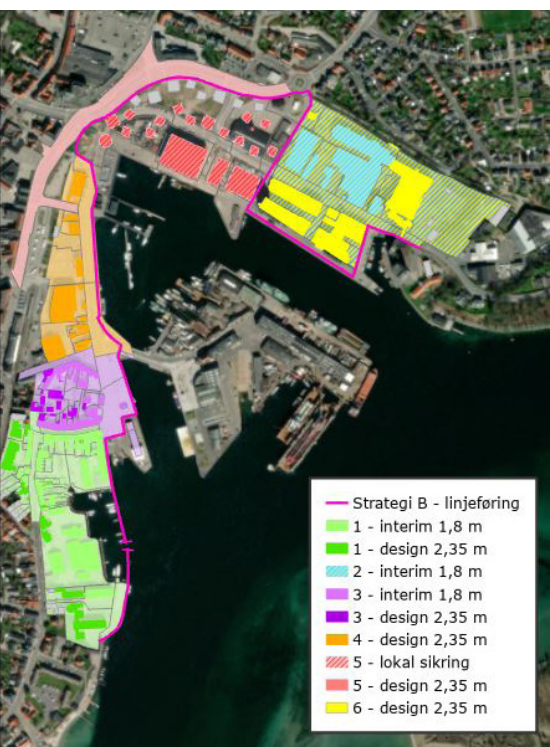 Strategi B - linjeføring
1 - interim 1,8 m
1 - design 2,35 m
2 - interim 1,8 m
3 - interim 1,8 m
3 - design 2,35 m
4 - design 2,35 m
5 - lokal sikring
5 - design 2,35 m
6 - design 2,35 m